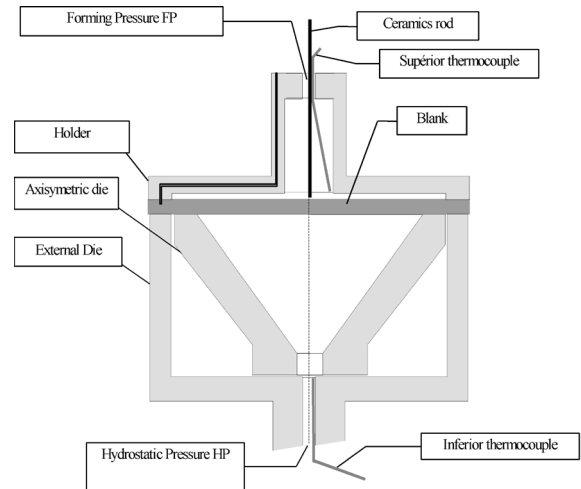 Forming Pressure FP
Ceramics rod
Supérior thermocouple
Blank
Holder
Axisymetric die
External Die
Hydrostatic Pressure HP
Inferior thermocouple